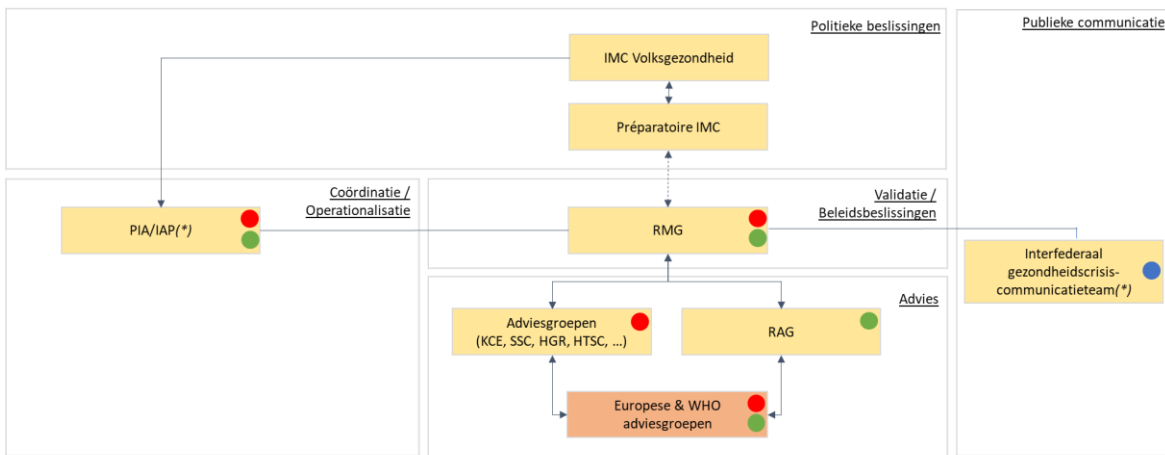 Politieke beslissingen
Publieke communicatie
IMC Volksgezondheid
Préparatoire IMC
Coördinatie /
Operationalisatie
Validatie /
Beleidsbeslissingen
PIA/IAP(*)
RMG
Interfederaal
gezondheidscrisis-
communicatieteam(*)
Advies
Adviesgroepen
(KCE, SSC, HGR, HTSC, ...)
RAG
Europese & WHO
adviesgroepen